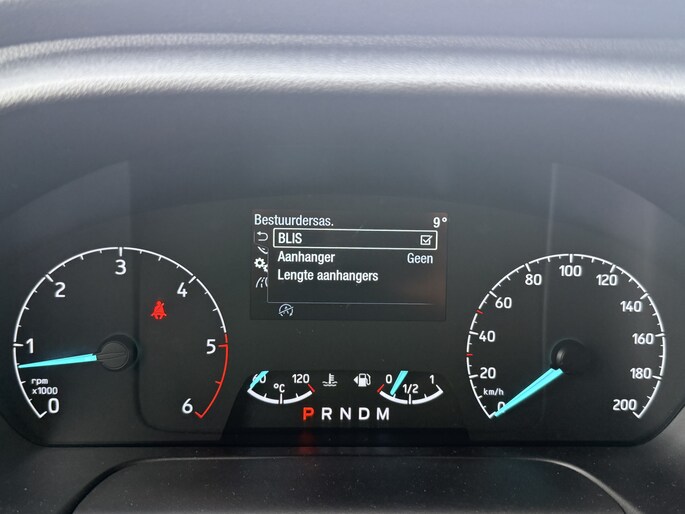 Bestuurdersas. 9°
BLIS
Aanhanger Geen
Lengte aanhangers
0 1 2 3 4 5 6
rpm
x1000
60 °C 120
0 1/2 1
P R N D M
0 20 40 60 80 100 120 140 160 180 200
km/h